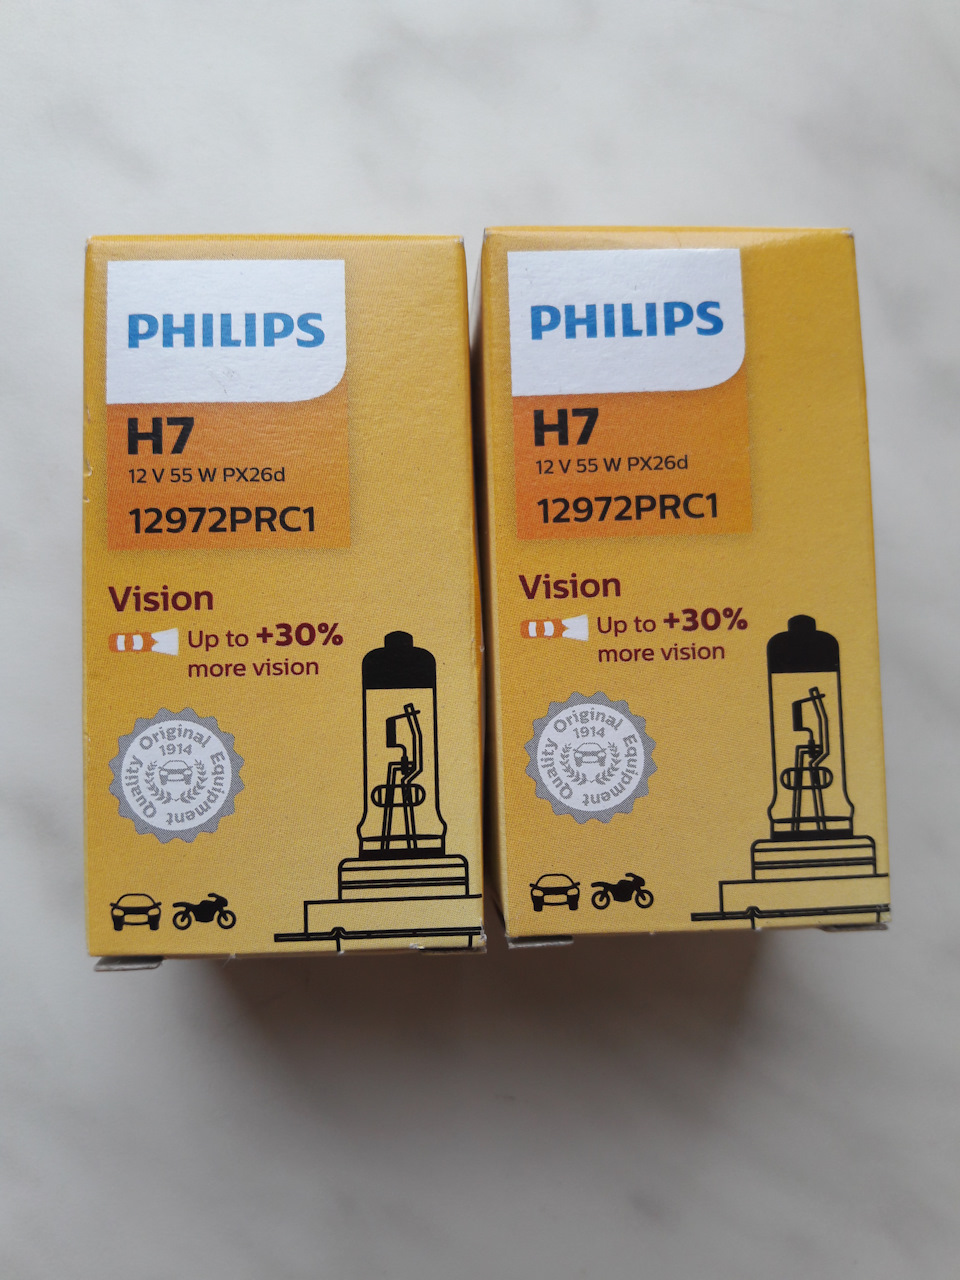 PHILIPS
H7
12 V 55 W PX26d
12972PRC1
Vision
Up to +30%
more vision
Original
1914
Quality
Equipment
PHILIPS
H7
12 V 55 W PX26d
12972PRC1
Vision
Up to +30%
more vision
Original
1914
Quality
Equipment